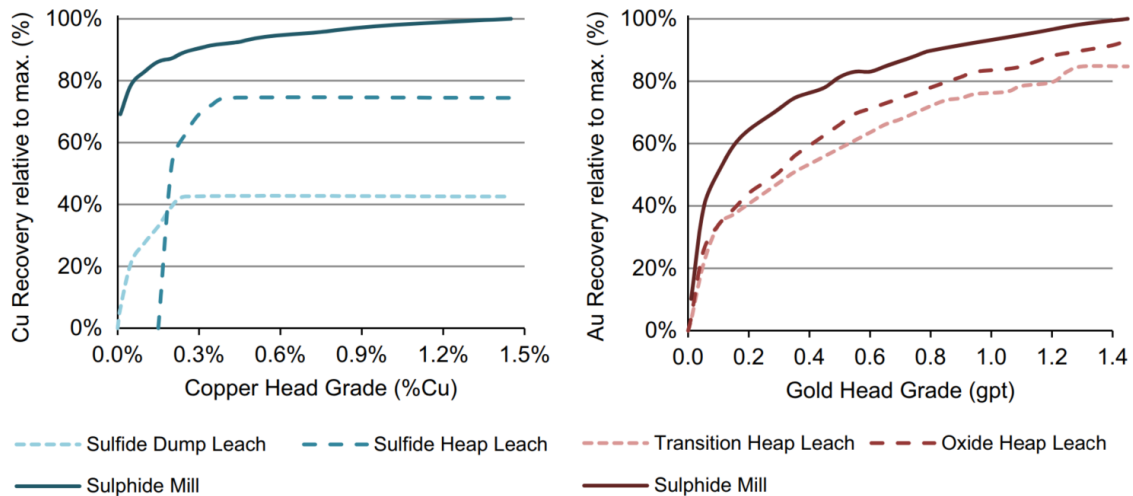 Cu Recovery relative to max. (%)
100%
80%
60%
40%
20%
0%
0.0%
0.3%
0.6%
0.9%
1.2%
1.5%
Copper Head Grade (%Cu)
Sulfide Dump Leach
Sulfide Heap Leach
Sulphide Mill
Au Recovery relative to max. (%)
100%
80%
60%
40%
20%
0%
0.0
0.2
0.4
0.6
0.8
1.0
1.2
1.4
Gold Head Grade (gpt)
Transition Heap Leach
Oxide Heap Leach
Sulphide Mill